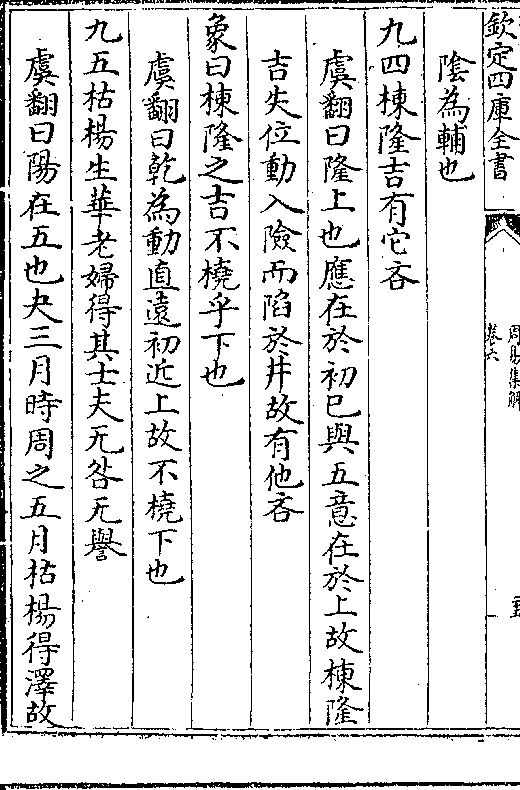 欽定四庫全書
周易集解
卷六
陰為輔也
九四棟隆吉有它吝
虞翻曰隆上也應在於初巳與五意在於上故棟隆
吉失位動入險而陷於井故有他吝
象曰棟隆之吉不橈乎下也
虞翻曰乾為動直遠初近上故不橈下也
九五枯楊生華老婦得其士夫无咎无譽
虞翻曰陽在五也夬三月時周之五月枯楊得澤故